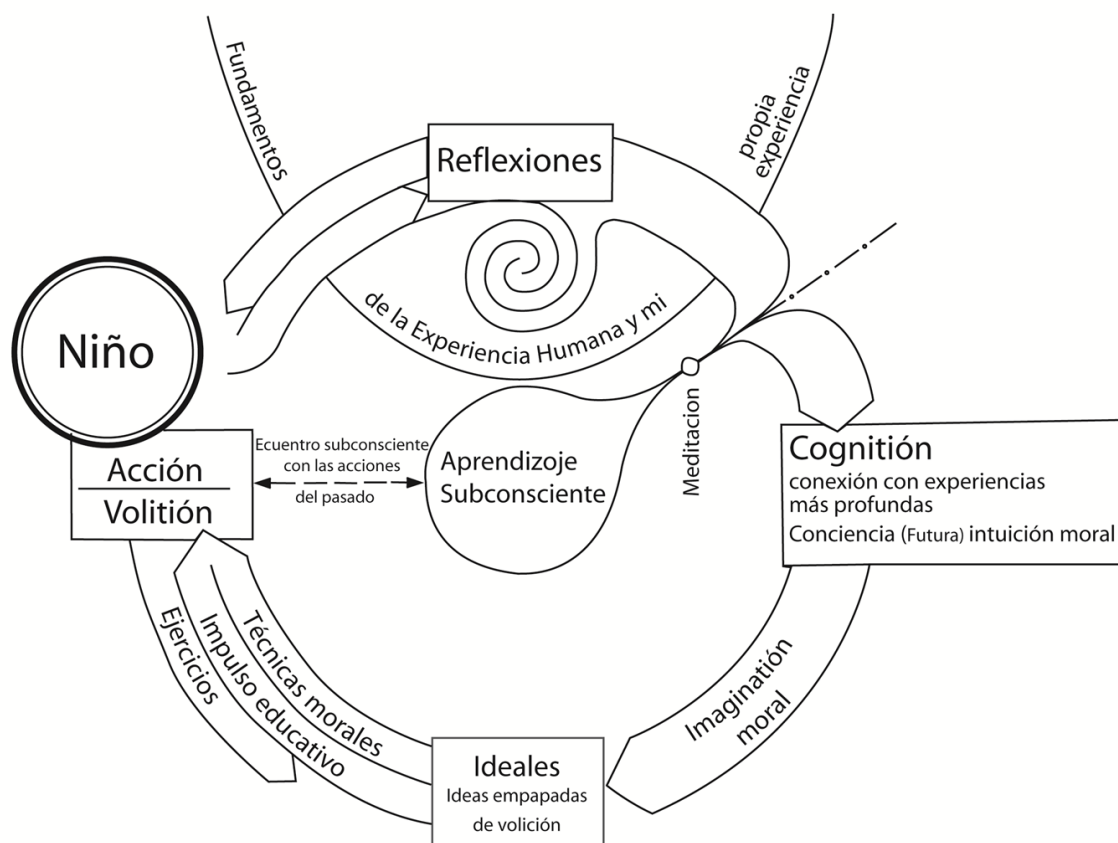 Fundamentos
propia
experiencia
Reflexiones
de la Experiencia Humana y mi
Niño
Meditacion
Acción
Volitión
Ecuentro subconsciente
con las acciones
del pasado
Aprendizoje
Subconsciente
Cognitión
conexión con experiencias
más profundas
Conciencia (Futura) intuición moral
Ejercicios
Impulso educativo
Técnicas morales
Imaginatión
moral
Ideales
Ideas empapadas
de volición